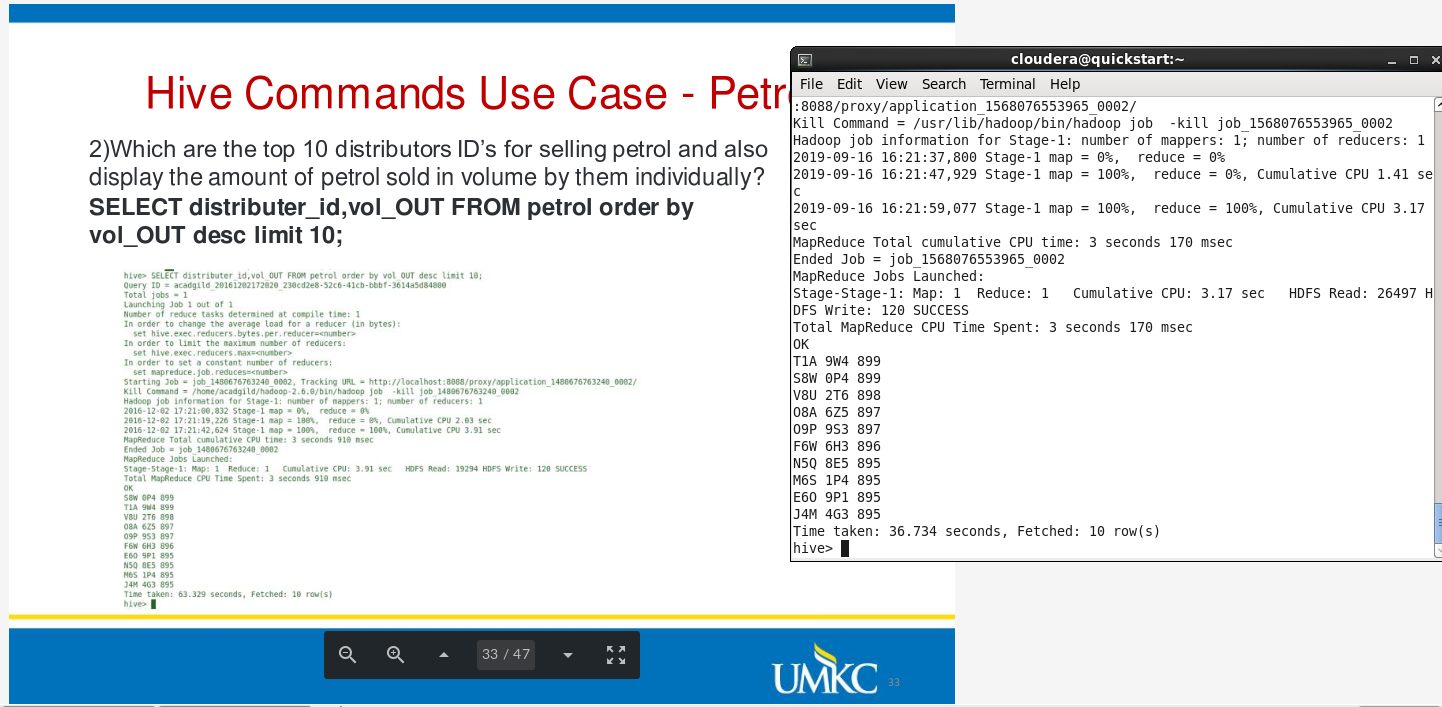 Hive Commands Use Case - Petr
2)Which are the top 10 distributors ID’s for selling petrol and also
display the amount of petrol sold in volume by them individually?
SELECT distributer_id,vol_OUT FROM petrol order by
vol_OUT desc limit 10;
hive> SELECT distributer_id,vol_OUT FROM petrol order by vol_OUT desc limit 10;
Query ID = acadgild_20161202172020_230cd2e8-52c6-41cb-bbbf-3614a5d84800
Total jobs = 1
Launching Job 1 out of 1
Number of reduce tasks determined at compile time: 1
In order to change the average load for a reducer (in bytes):
set hive.exec.reducers.bytes.per.reducer=<number>
In order to limit the maximum number of reducers:
set hive.exec.reducers.max=<number>
In order to set a constant number of reducers:
set mapreduce.job.reduces=<number>
Starting Job = job_1480676763240_0002, Tracking URL = http://localhost:8088/proxy/application_1480676763240_0002/
Kill Command = /home/acadgild/hadoop-2.6.0/bin/hadoop job  -kill job_1480676763240_0002
Hadoop job information for Stage-1: number of mappers: 1; number of reducers: 1
2016-12-02 17:21:00,832 Stage-1 map = 0%,  reduce = 0%
2016-12-02 17:21:19,226 Stage-1 map = 100%,  reduce = 0%, Cumulative CPU 2.03 sec
2016-12-02 17:21:42,624 Stage-1 map = 100%,  reduce = 100%, Cumulative CPU 3.91 sec
MapReduce Total cumulative CPU time: 3 seconds 910 msec
Ended Job = job_1480676763240_0002
MapReduce Jobs Launched:
Stage-Stage-1: Map: 1  Reduce: 1   Cumulative CPU: 3.91 sec   HDFS Read: 19294 HDFS Write: 120 SUCCESS
Total MapReduce CPU Time Spent: 3 seconds 910 msec
OK
S8W 0P4 899
T1A 9W4 899
V8U 2T6 898
O8A 6Z5 897
O9P 9S3 897
F6W 6H3 896
E6O 9P1 895
N5Q 8E5 895
M6S 1P4 895
J4M 4G3 895
Time taken: 63.329 seconds, Fetched: 10 row(s)
hive>
33 / 47
UMKC
33
cloudera@quickstart:~
File Edit View Search Terminal Help
:8088/proxy/application_1568076553965_0002/
Kill Command = /usr/lib/hadoop/bin/hadoop job  -kill job_1568076553965_0002
Hadoop job information for Stage-1: number of mappers: 1; number of reducers: 1
2019-09-16 16:21:37,800 Stage-1 map = 0%,  reduce = 0%
2019-09-16 16:21:47,929 Stage-1 map = 100%,  reduce = 0%, Cumulative CPU 1.41 se
c
2019-09-16 16:21:59,077 Stage-1 map = 100%,  reduce = 100%, Cumulative CPU 3.17
sec
MapReduce Total cumulative CPU time: 3 seconds 170 msec
Ended Job = job_1568076553965_0002
MapReduce Jobs Launched:
Stage-Stage-1: Map: 1  Reduce: 1   Cumulative CPU: 3.17 sec   HDFS Read: 26497 H
DFS Write: 120 SUCCESS
Total MapReduce CPU Time Spent: 3 seconds 170 msec
OK
T1A 9W4 899
S8W 0P4 899
V8U 2T6 898
O8A 6Z5 897
O9P 9S3 897
F6W 6H3 896
N5Q 8E5 895
M6S 1P4 895
E6O 9P1 895
J4M 4G3 895
Time taken: 36.734 seconds, Fetched: 10 row(s)
hive>